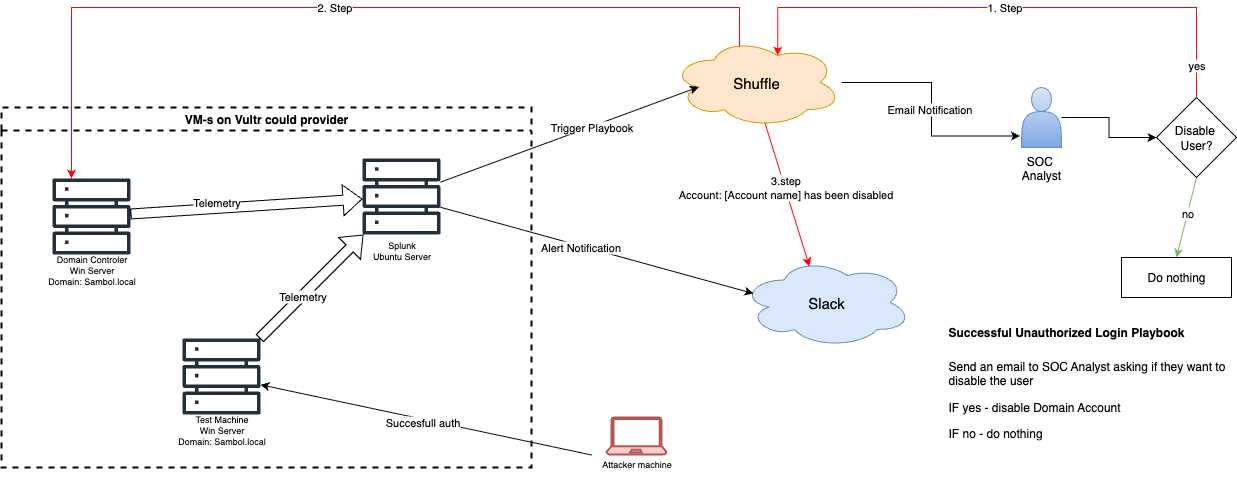 2. Step
1. Step
Shuffle
yes
VM-s on Vultr could provider
Trigger Playbook
Email Notification
Disable
User?
SOC
Analyst
3.step
Account: [Account name] has been disabled
Telemetry
no
Splunk
Ubuntu Server
Alert Notification
Domain Controler
Win Server
Domain: Sambol.local
Do nothing
Telemetry
Slack
Successful Unauthorized Login Playbook
Send an email to SOC Analyst asking if they want to
disable the user
IF yes - disable Domain Account
IF no - do nothing
Test Machine
Win Server
Domain: Sambol.local
Succesfull auth
Attacker machine